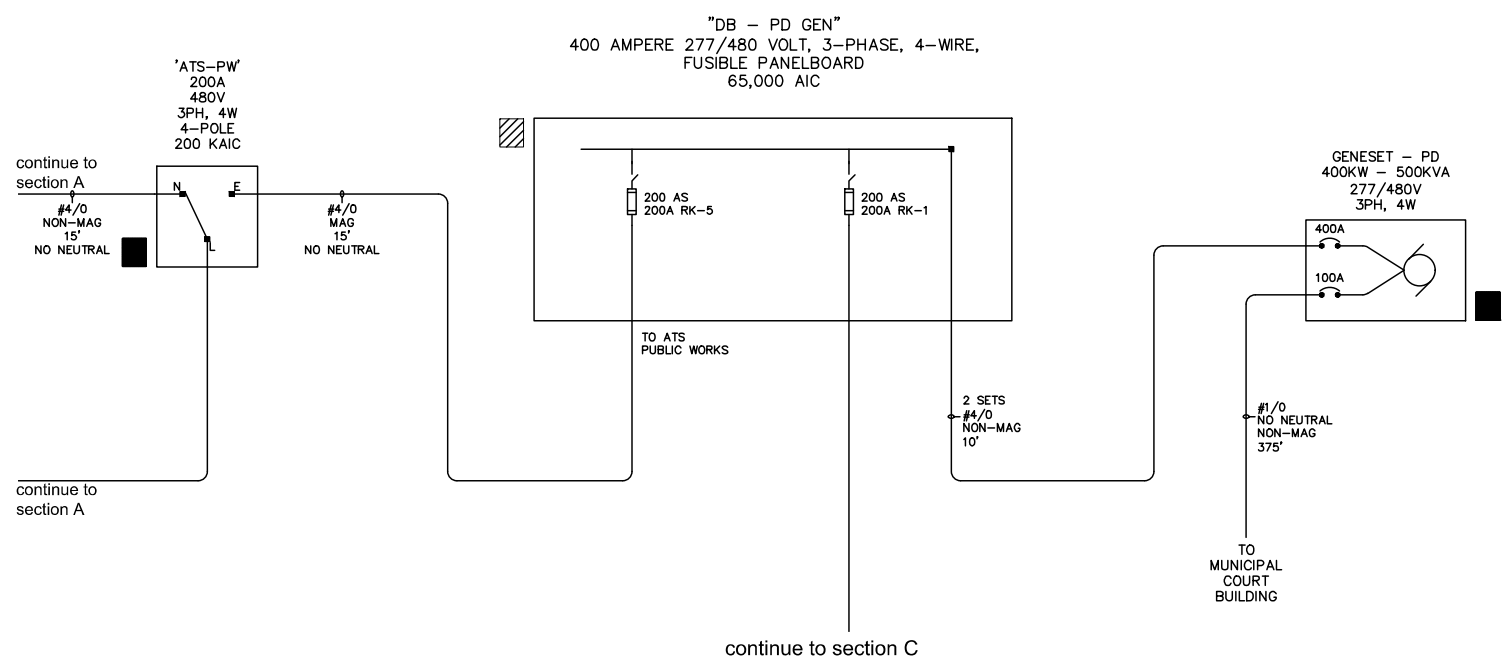 "DB - PD GEN"
400 AMPERE 277/480 VOLT, 3-PHASE, 4-WIRE,
FUSIBLE PANELBOARD
65,000 AIC
'ATS-PW'
200A
480V
3PH, 4W
4-POLE
200 KAIC
continue to
section A
N
E
L
#4/0
NON-MAG
15'
NO NEUTRAL
#4/0
MAG
15'
NO NEUTRAL
200 AS
200A RK-5
200 AS
200A RK-1
GENESET - PD
400KW - 500KVA
277/480V
3PH, 4W
400A
100A
TO ATS
PUBLIC WORKS
2 SETS
#4/0
NON-MAG
10'
#1/0
NO NEUTRAL
NON-MAG
375'
continue to
section A
TO
MUNICIPAL
COURT
BUILDING
continue to section C